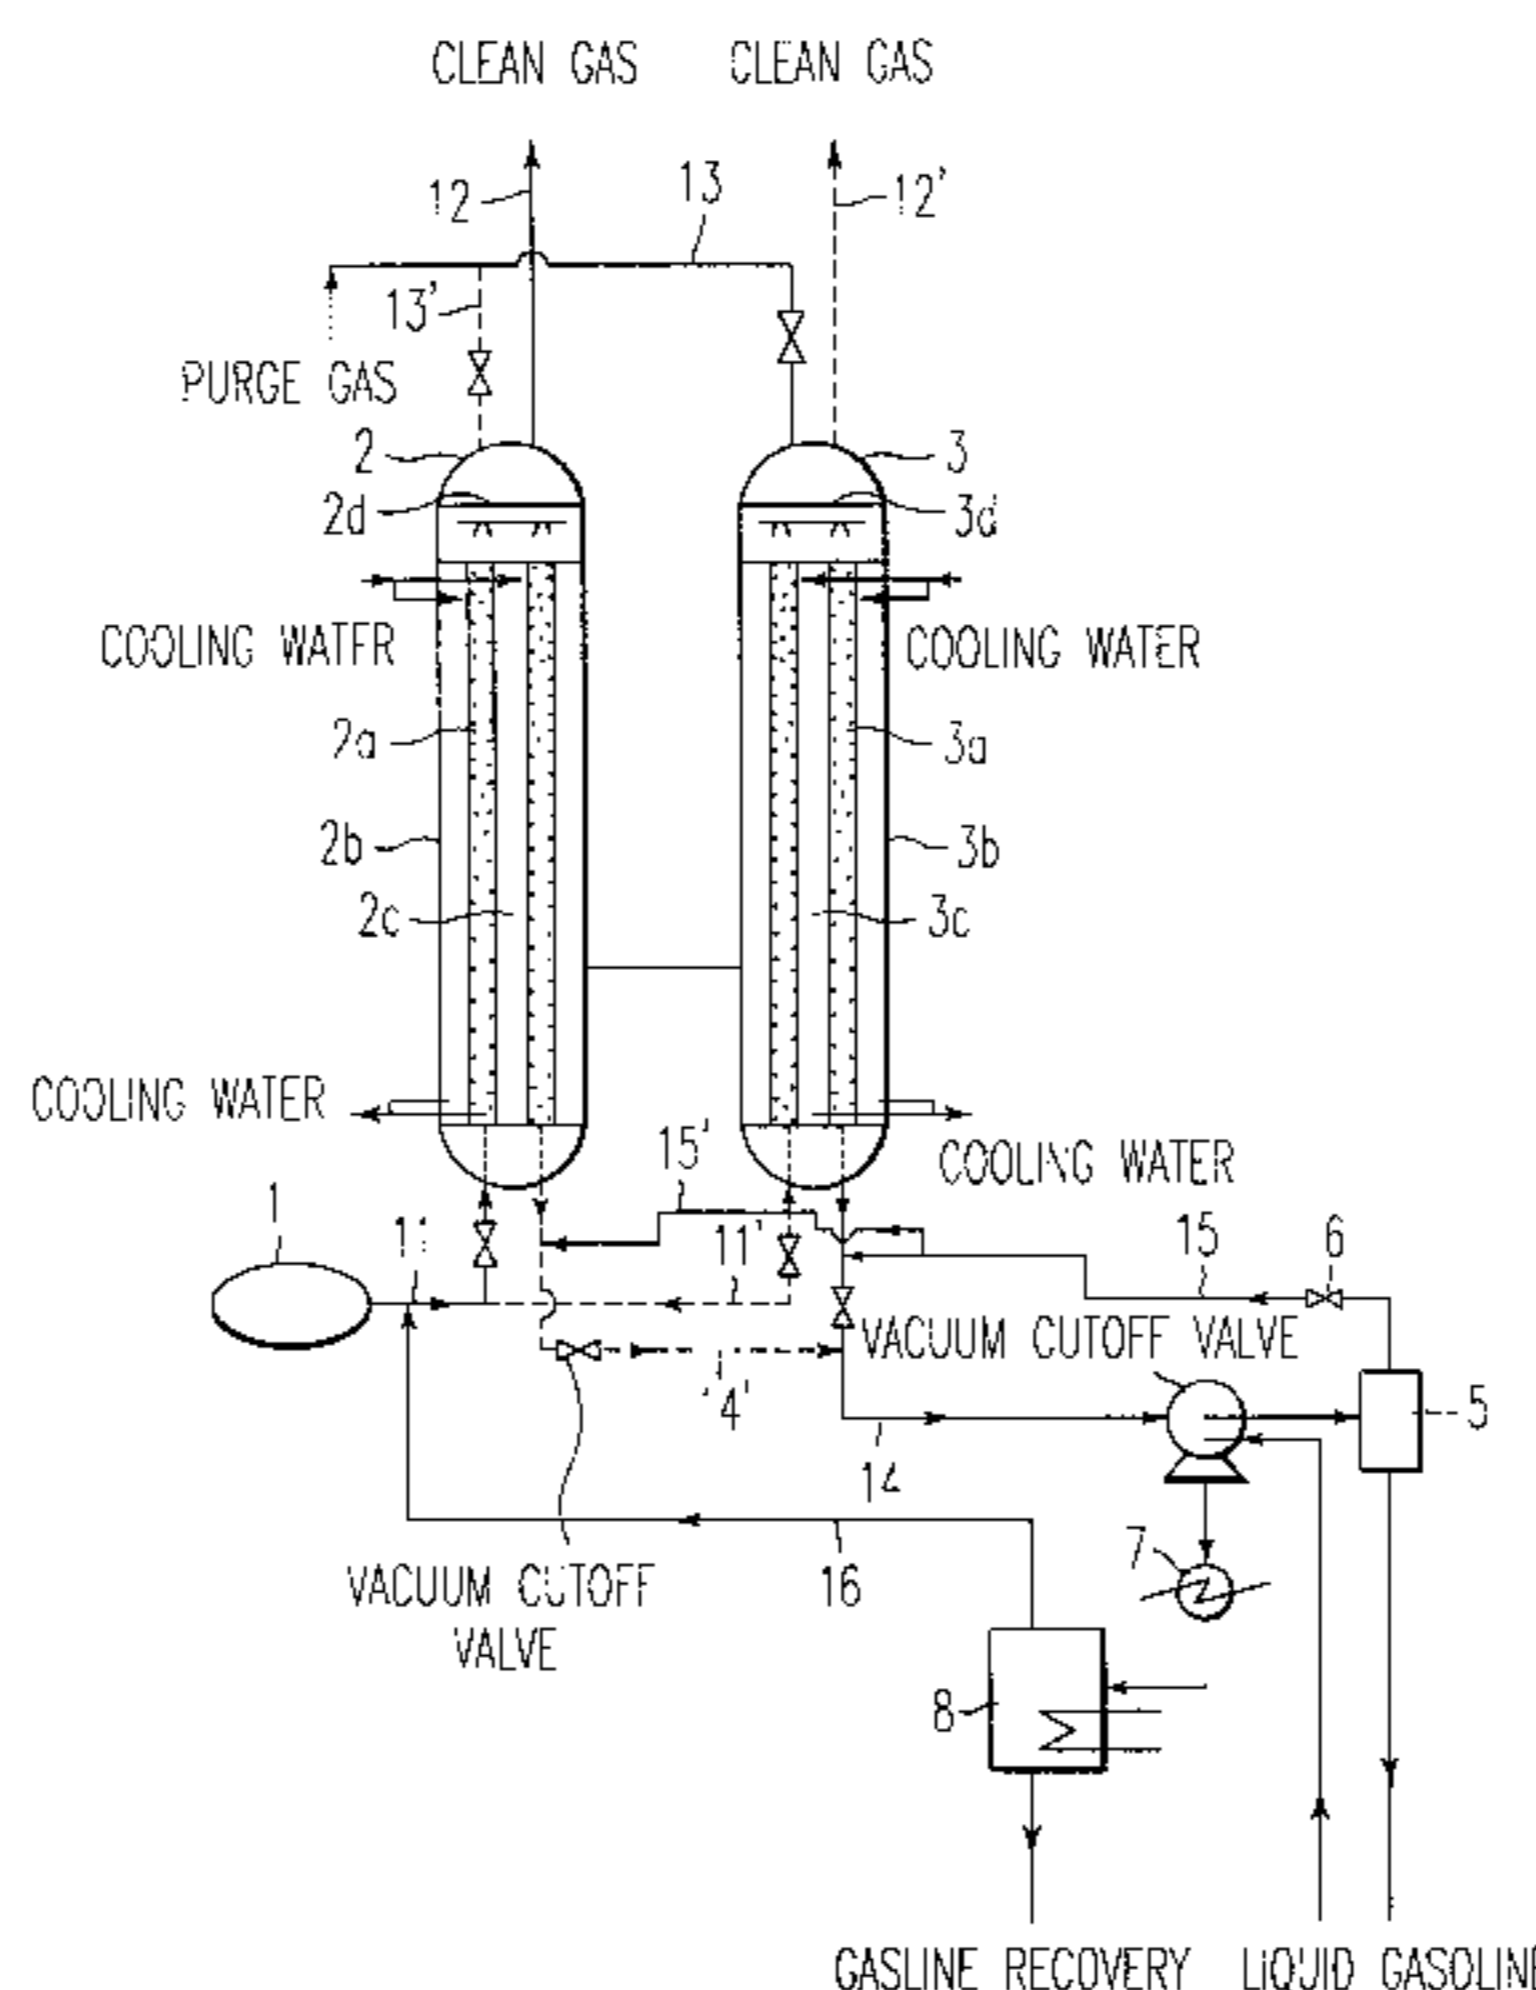 CLEAN GAS
CLEAN GAS
12
13
12'
13'
PURGE GAS
2
3
2d
3d
COOLING WATER
COOLING WATER
2a
3a
2b
3b
2c
3c
COOLING WATER
15'
COOLING WATER
1
11
11'
15
6
VACUUM CUTOFF VALVE
'4'
5
14
7
VACUUM CUTOFF
VALVE
16
8
GASLINE RECOVERY
LIQUID GASOLINE